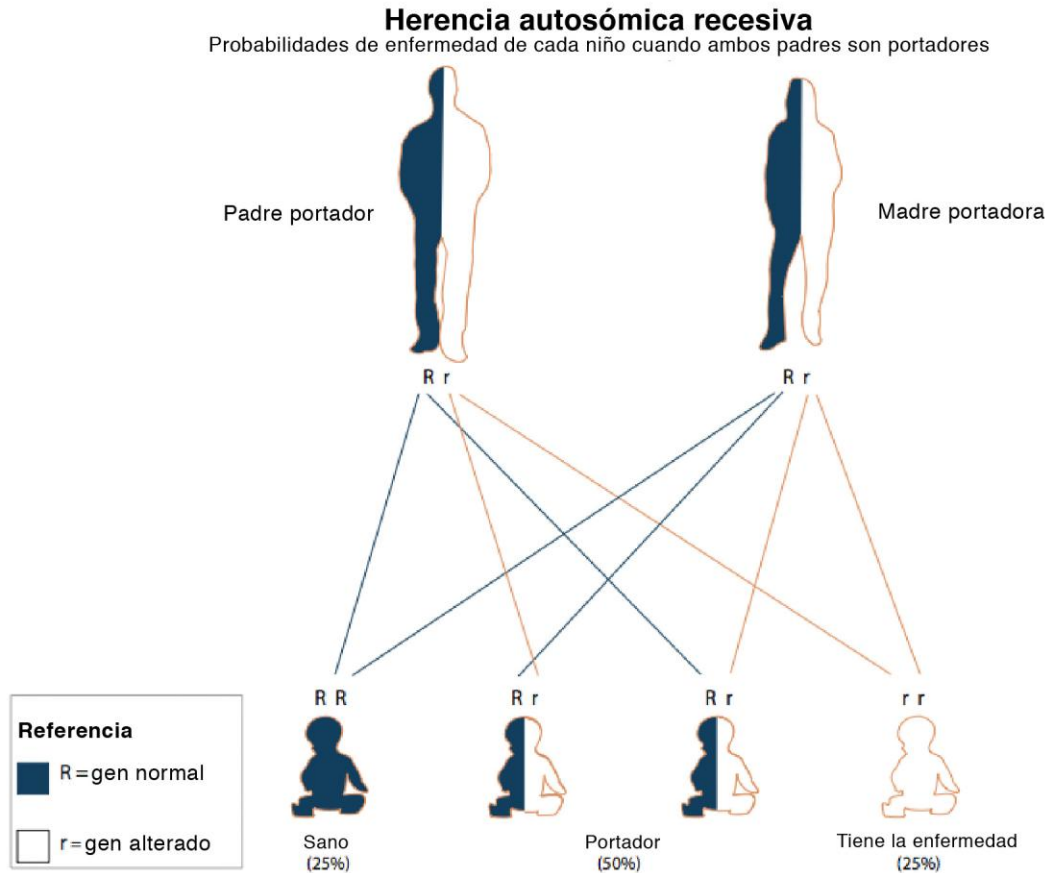 Herencia autosómica recesiva
Probabilidades de enfermedad de cada niño cuando ambos padres son portadores
Padre portador
Madre portadora
R r
R r
R R
R r
R r
r r
Referencia
R=gen normal
r=gen alterado
Sano
(25%)
Portador
(50%)
Tiene la enfermedad
(25%)